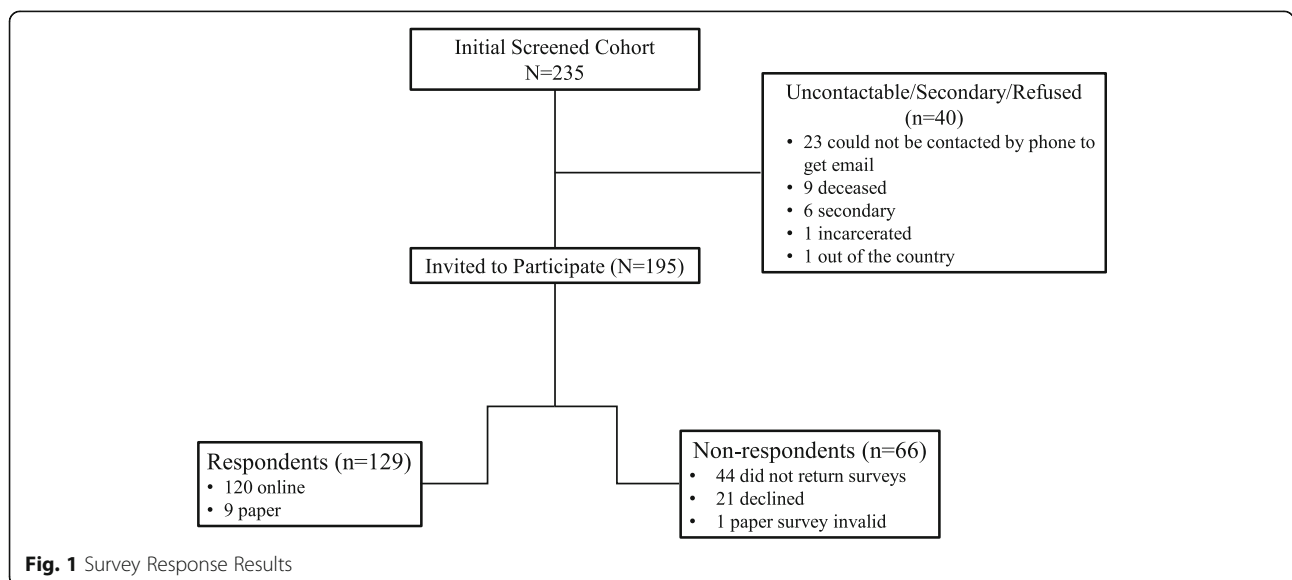 Initial Screened Cohort
N=235
Uncontactable/Secondary/Refused
(n=40)
• 23 could not be contacted by phone to
get email
• 9 deceased
• 6 secondary
• 1 incarcerated
• 1 out of the country
Invited to Participate (N=195)
Respondents (n=129)
• 120 online
• 9 paper
Non-respondents (n=66)
• 44 did not return surveys
• 21 declined
• 1 paper survey invalid
Fig. 1 Survey Response Results